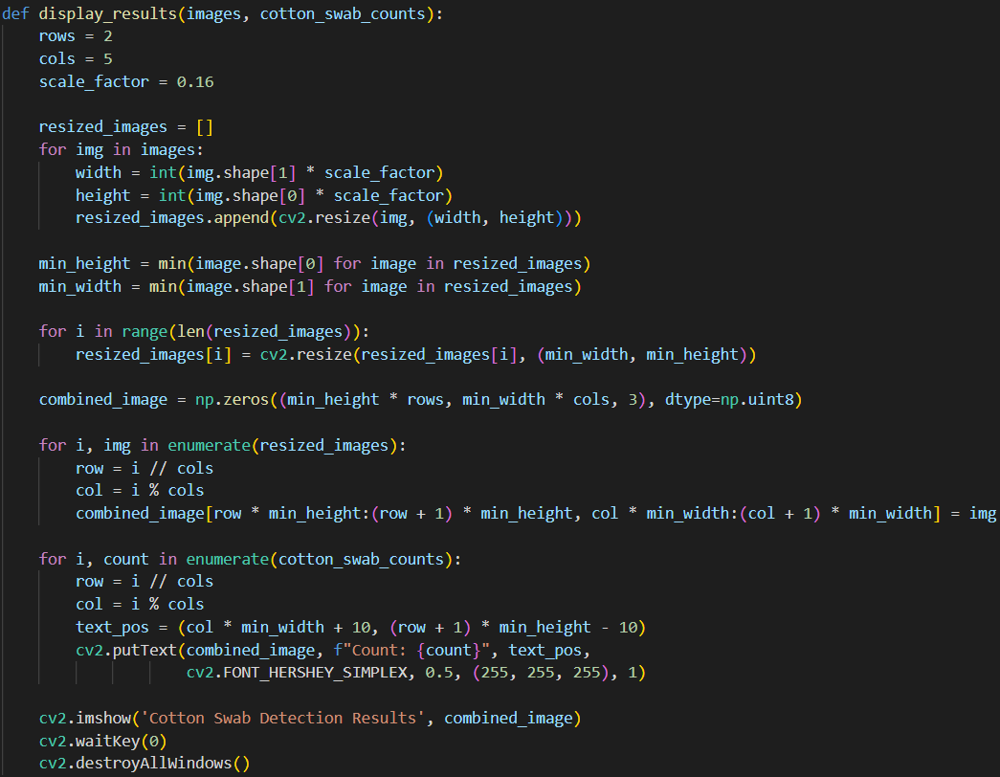 def display_results(images, cotton_swab_counts):
    rows = 2
    cols = 5
    scale_factor = 0.16

    resized_images = []
    for img in images:
        width = int(img.shape[1] * scale_factor)
        height = int(img.shape[0] * scale_factor)
        resized_images.append(cv2.resize(img, (width, height)))

    min_height = min(image.shape[0] for image in resized_images)
    min_width = min(image.shape[1] for image in resized_images)

    for i in range(len(resized_images)):
        resized_images[i] = cv2.resize(resized_images[i], (min_width, min_height))

    combined_image = np.zeros((min_height * rows, min_width * cols, 3), dtype=np.uint8)

    for i, img in enumerate(resized_images):
        row = i // cols
        col = i % cols
        combined_image[row * min_height:(row + 1) * min_height, col * min_width:(col + 1) * min_width] = img

    for i, count in enumerate(cotton_swab_counts):
        row = i // cols
        col = i % cols
        text_pos = (col * min_width + 10, (row + 1) * min_height - 10)
        cv2.putText(combined_image, f"Count: {count}", text_pos,
                    cv2.FONT_HERSHEY_SIMPLEX, 0.5, (255, 255, 255), 1)

    cv2.imshow('Cotton Swab Detection Results', combined_image)
    cv2.waitKey(0)
    cv2.destroyAllWindows()